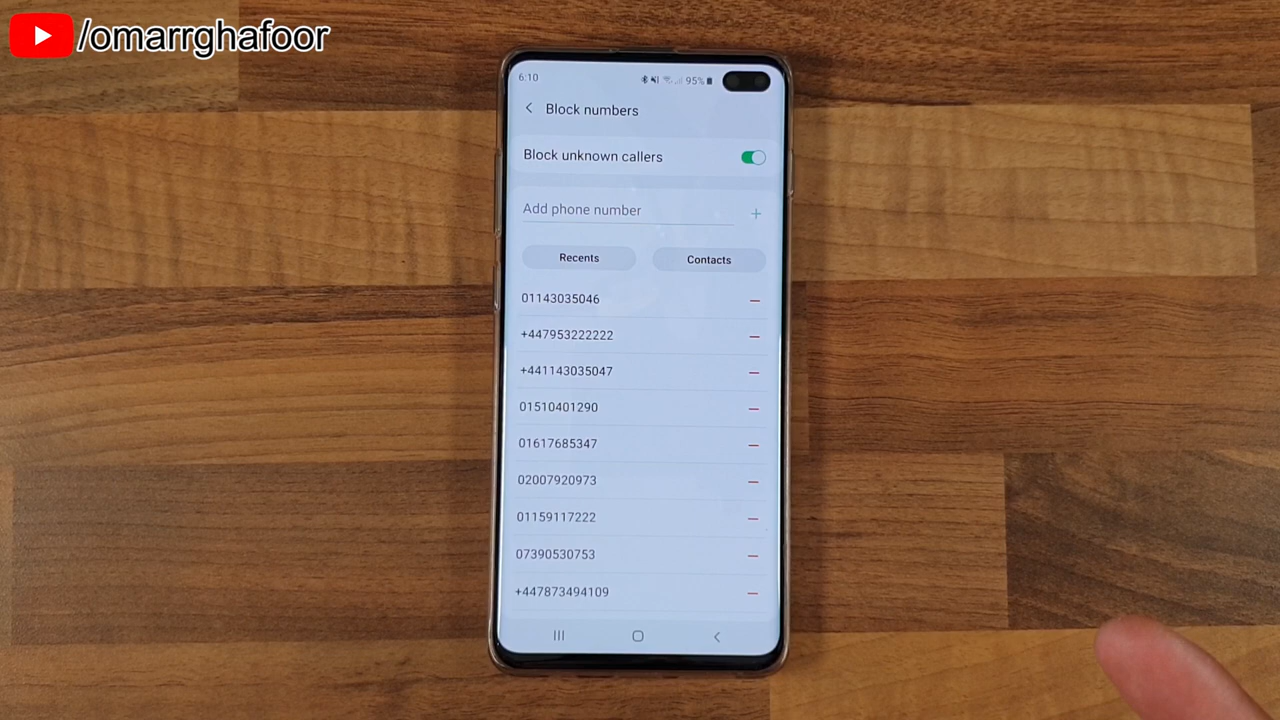 /omarrghafoor
6:10 95%
Block numbers
Block unknown callers
Add phone number
Recents Contacts
01143035046
+447953222222
+441143035047
01510401290
01617685347
02007920973
01159117222
07390530753
+447873494109